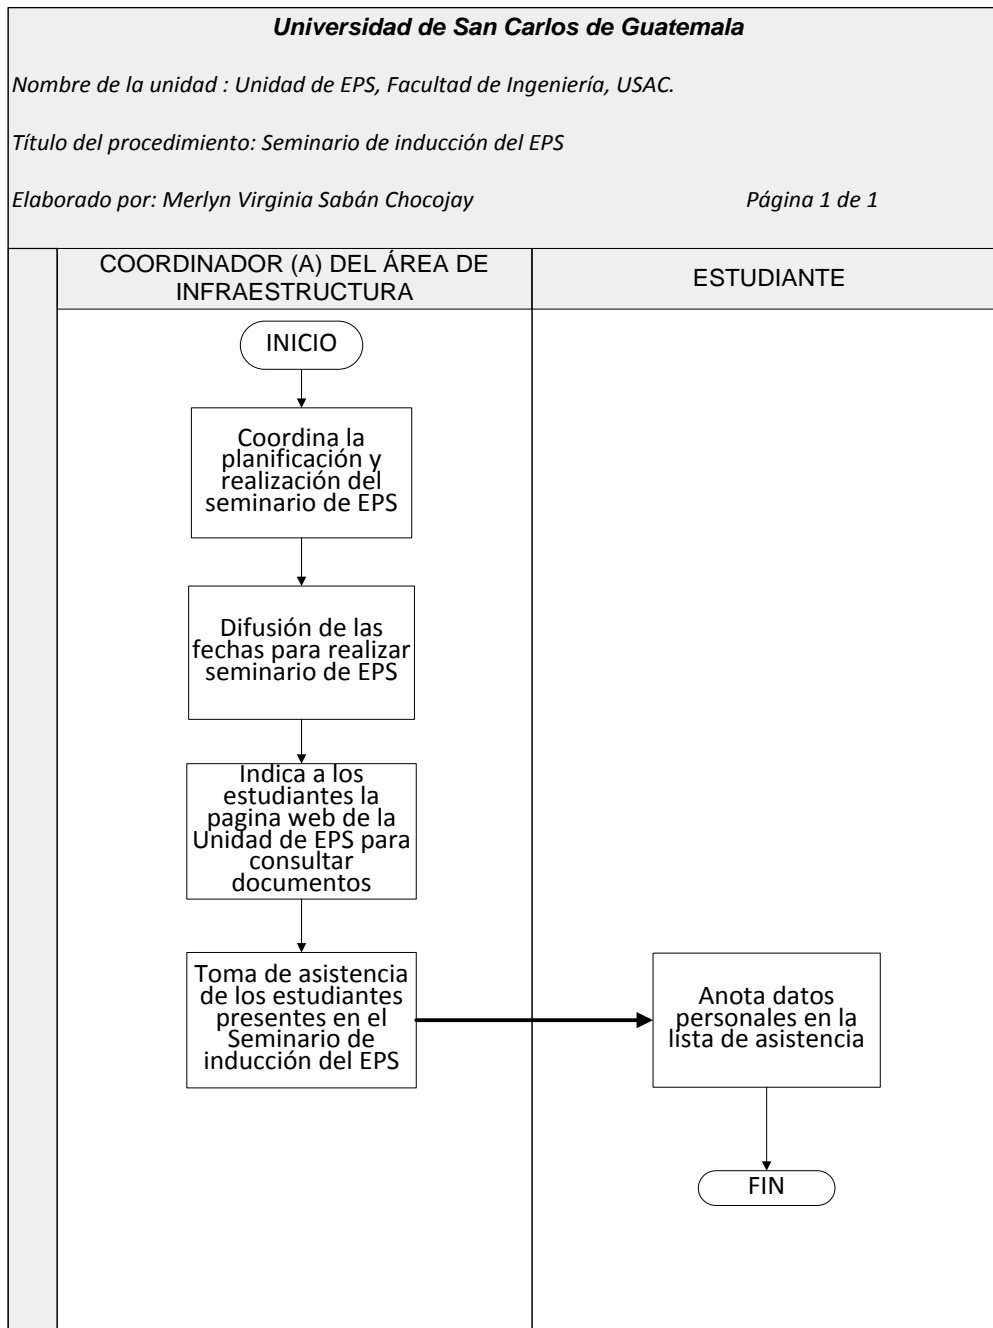 Universidad de San Carlos de Guatemala
Nombre de la unidad : Unidad de EPS, Facultad de Ingeniería, USAC.
Título del procedimiento: Seminario de inducción del EPS
Elaborado por: Merlyn Virginia Sabán Chocojay
Página 1 de 1
COORDINADOR (A) DEL ÁREA DE
INFRAESTRUCTURA
ESTUDIANTE
INICIO
Coordina la
planificación y
realización del
seminario de EPS
Difusión de las
fechas para realizar
seminario de EPS
Indica a los
estudiantes la
pagina web de la
Unidad de EPS para
consultar
documentos
Toma de asistencia
de los estudiantes
presentes en el
Seminario de
inducción del EPS
Anota datos
personales en la
lista de asistencia
FIN